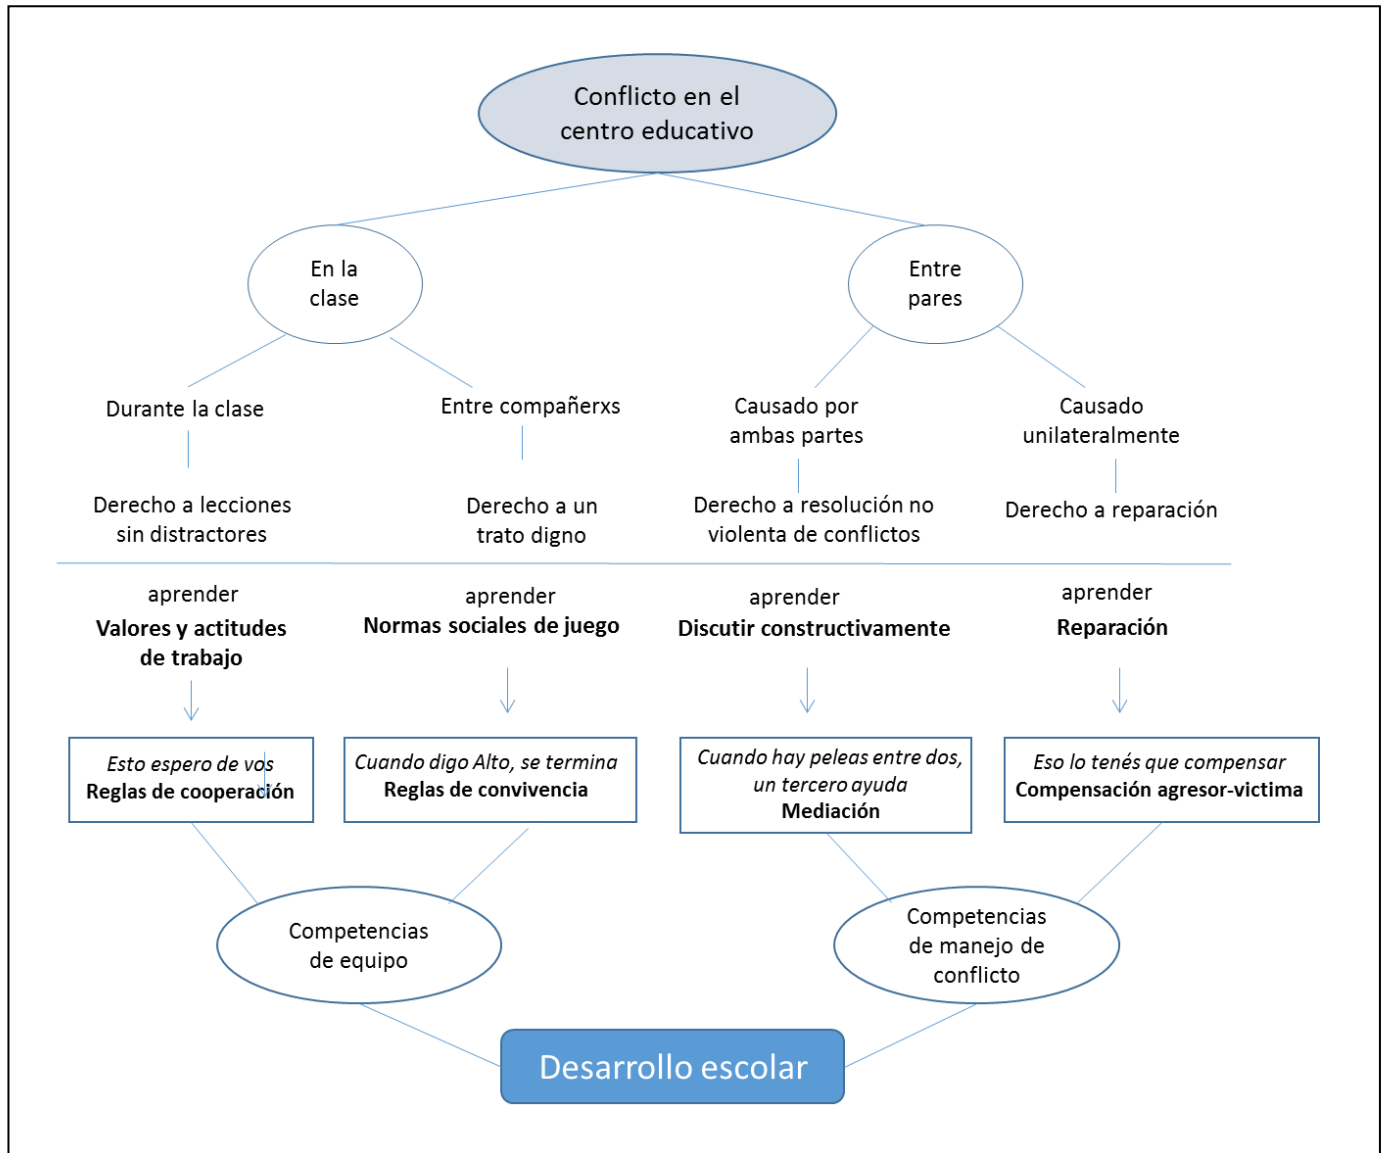 Conflicto en el
centro educativo
En la
clase
Entre
pares
Durante la clase
Entre compañerxs
Causado por
ambas partes
Causado
unilateralmente
Derecho a lecciones
sin distractores
Derecho a un
trato digno
Derecho a resolución no
violenta de conflictos
Derecho a reparación
aprender
Valores y actitudes
de trabajo
aprender
Normas sociales de juego
aprender
Discutir constructivamente
aprender
Reparación
Esto espero de vos
Reglas de cooperación
Cuando digo Alto, se termina
Reglas de convivencia
Cuando hay peleas entre dos,
un tercero ayuda
Mediación
Eso lo tenés que compensar
Compensación agresor-victima
Competencias
de equipo
Competencias
de manejo de
conflicto
Desarrollo escolar